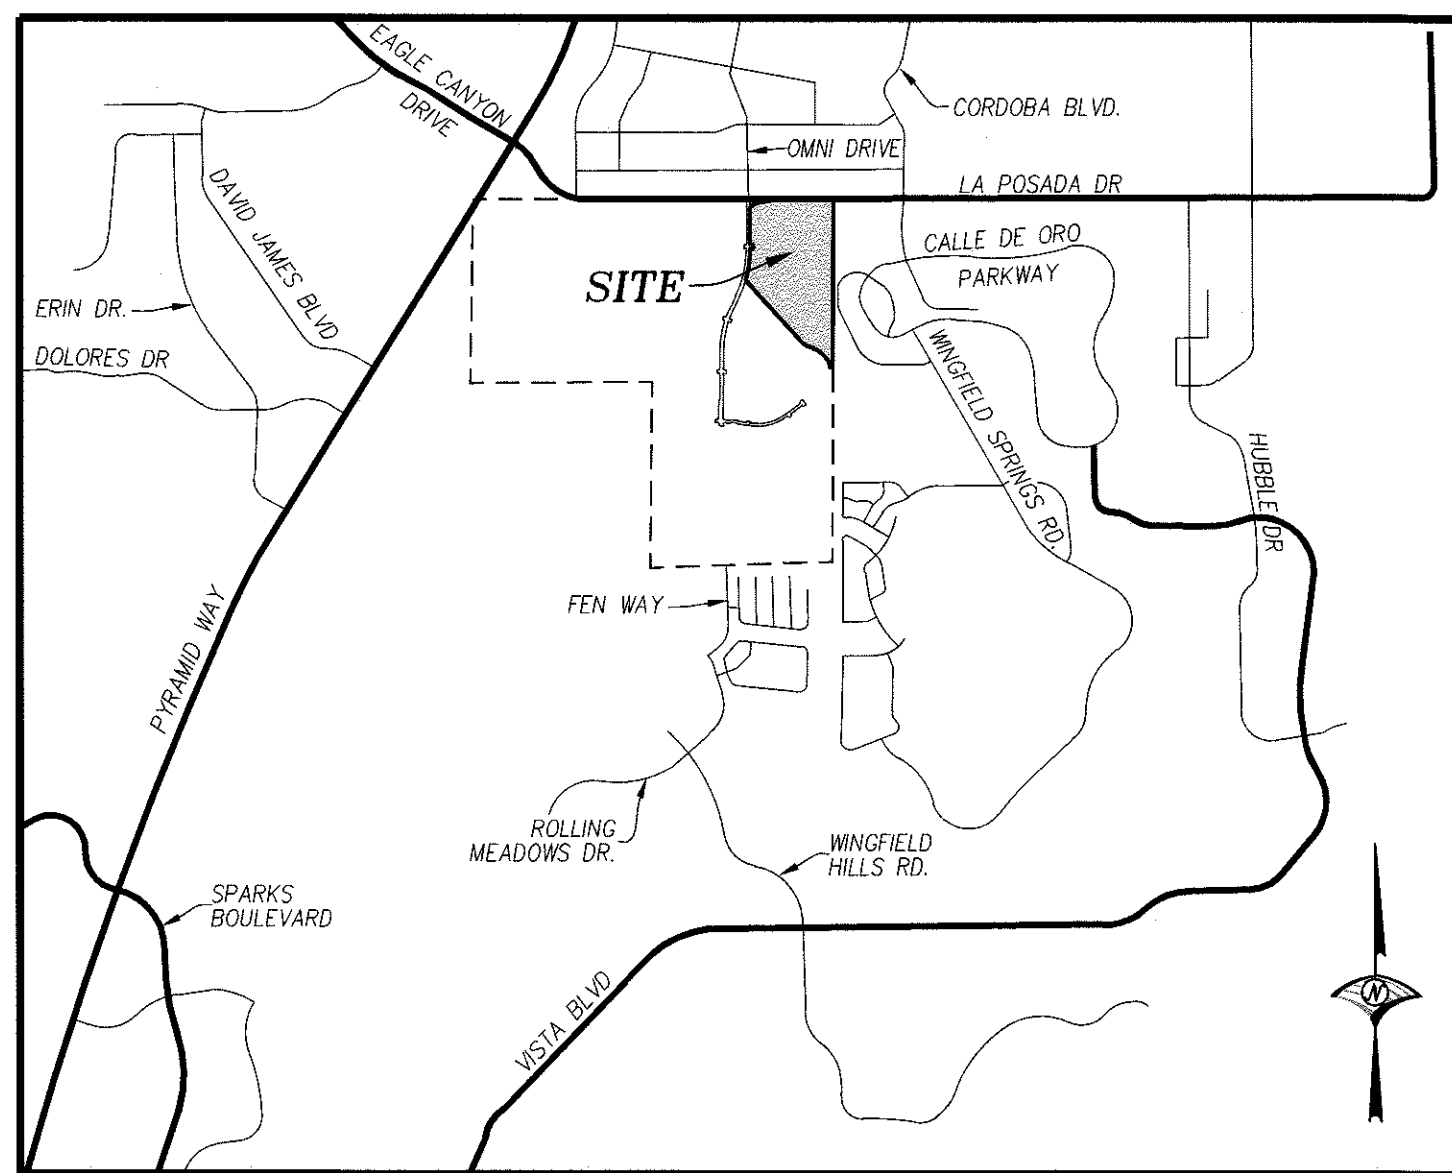 EAGLE CANYON
DRIVE
CORDOBA BLVD.
OMNI DRIVE
LA POSADA DR
DAVID JAMES BLVD
CALLE DE ORO
PARKWAY
SITE
ERIN DR.
DOLORES DR
WINGFIELD SPRINGS RD.
HUBBLE DR
FEN WAY
PYRAMID WAY
ROLLING
MEADOWS DR.
WINGFIELD
HILLS RD.
SPARKS
BOULEVARD
VISTA BLVD
N